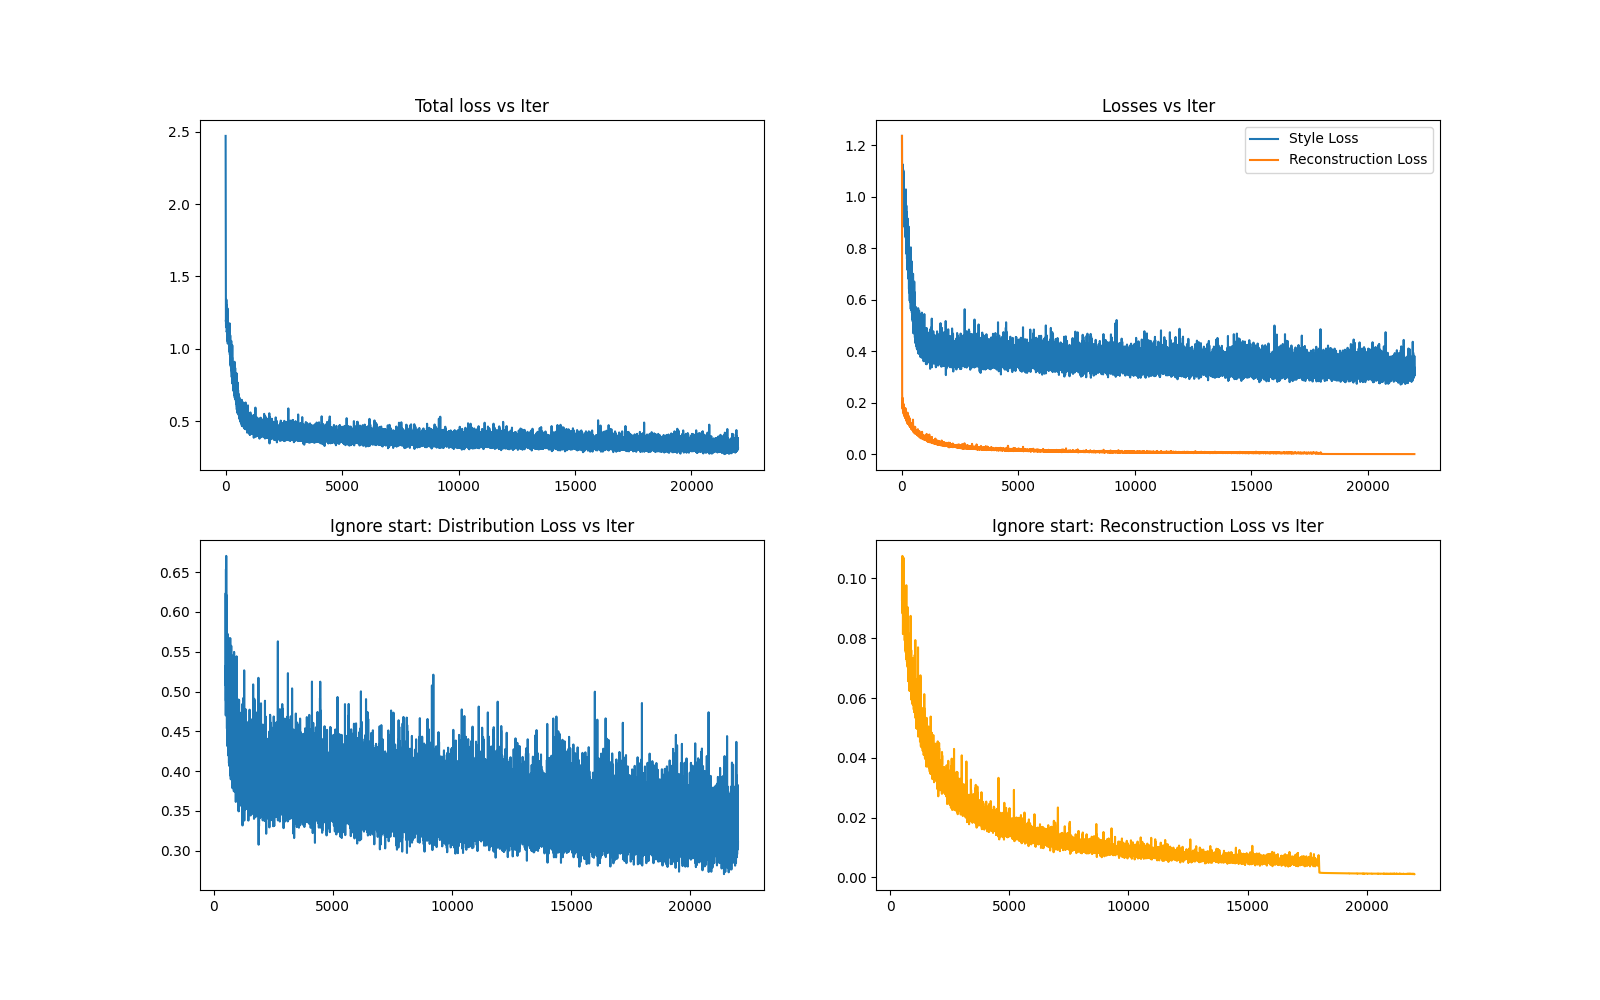 Total loss vs Iter
2.5
2.0
1.5
1.0
0.5
0 5000 10000 15000 20000
Losses vs Iter
Style Loss
Reconstruction Loss
1.2
1.0
0.8
0.6
0.4
0.2
0.0
0 5000 10000 15000 20000
Ignore start: Distribution Loss vs Iter
0.65
0.60
0.55
0.50
0.45
0.40
0.35
0.30
0 5000 10000 15000 20000
Ignore start: Reconstruction Loss vs Iter
0.10
0.08
0.06
0.04
0.02
0.00
0 5000 10000 15000 20000